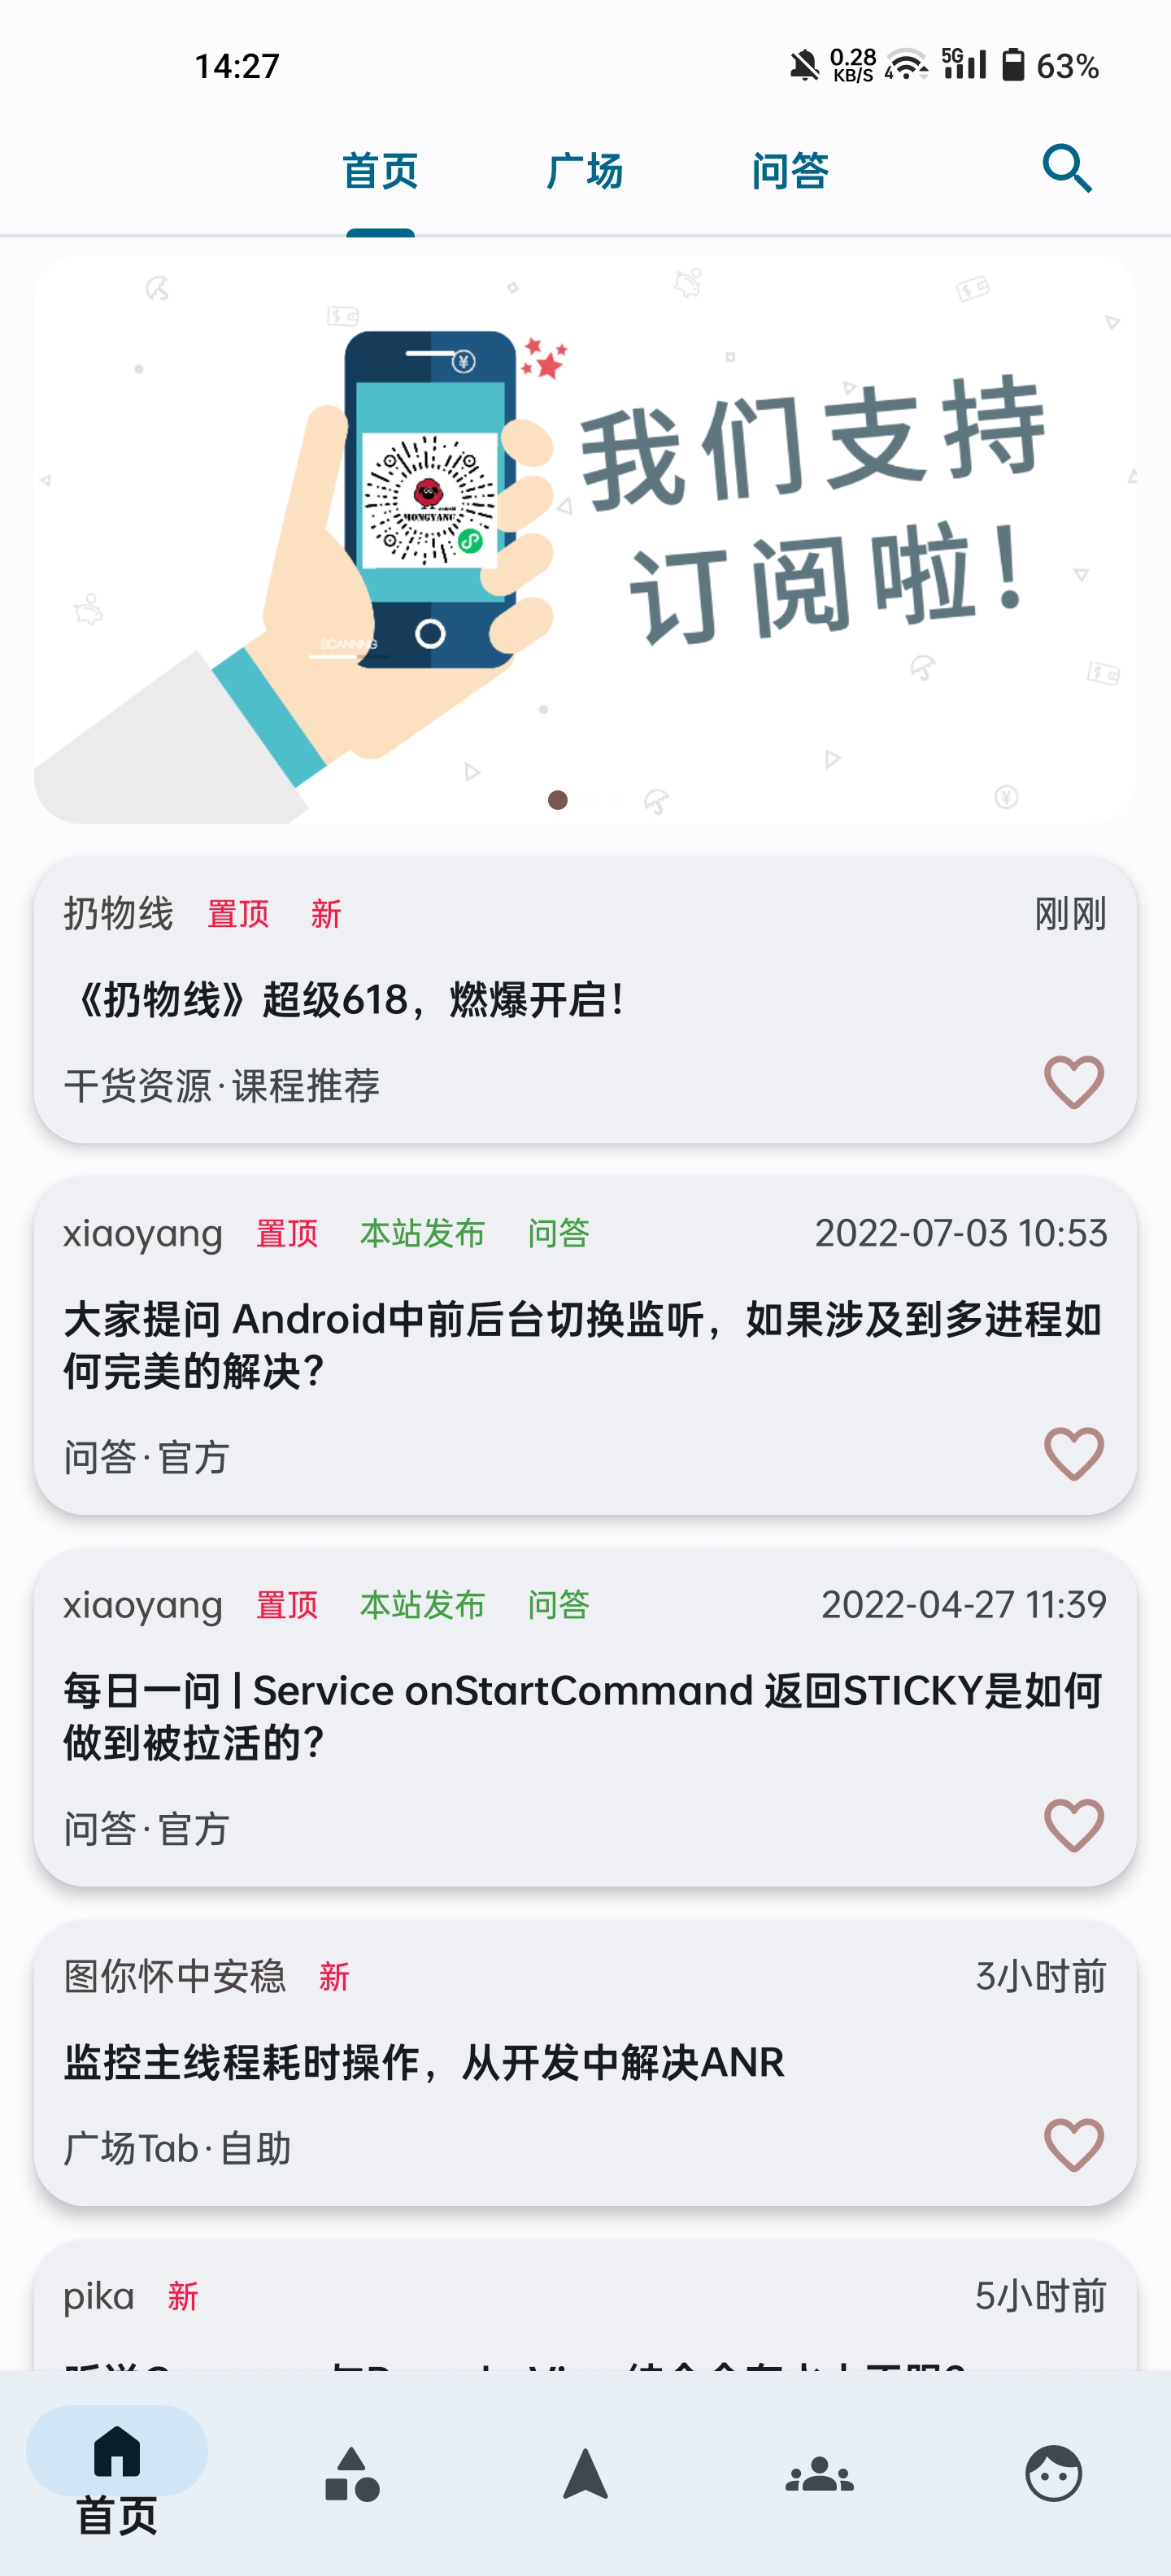 14:27
0.28
KB/S
4
5G
63%
首页
广场
问答
¥
HONGYANG
SCANNING
我们支持
订阅啦!
扔物线 置顶 新 刚刚
《扔物线》超级618，燃爆开启！
干货资源·课程推荐
xiaoyang 置顶 本站发布 问答 2022-07-03 10:53
大家提问 Android中前后台切换监听，如果涉及到多进程如
何完美的解决？
问答·官方
xiaoyang 置顶 本站发布 问答 2022-04-27 11:39
每日一问 | Service onStartCommand 返回STICKY是如何
做到被拉活的？
问答·官方
图你怀中安稳 新 3小时前
监控主线程耗时操作，从开发中解决ANR
广场Tab·自助
pika 新 5小时前
首页